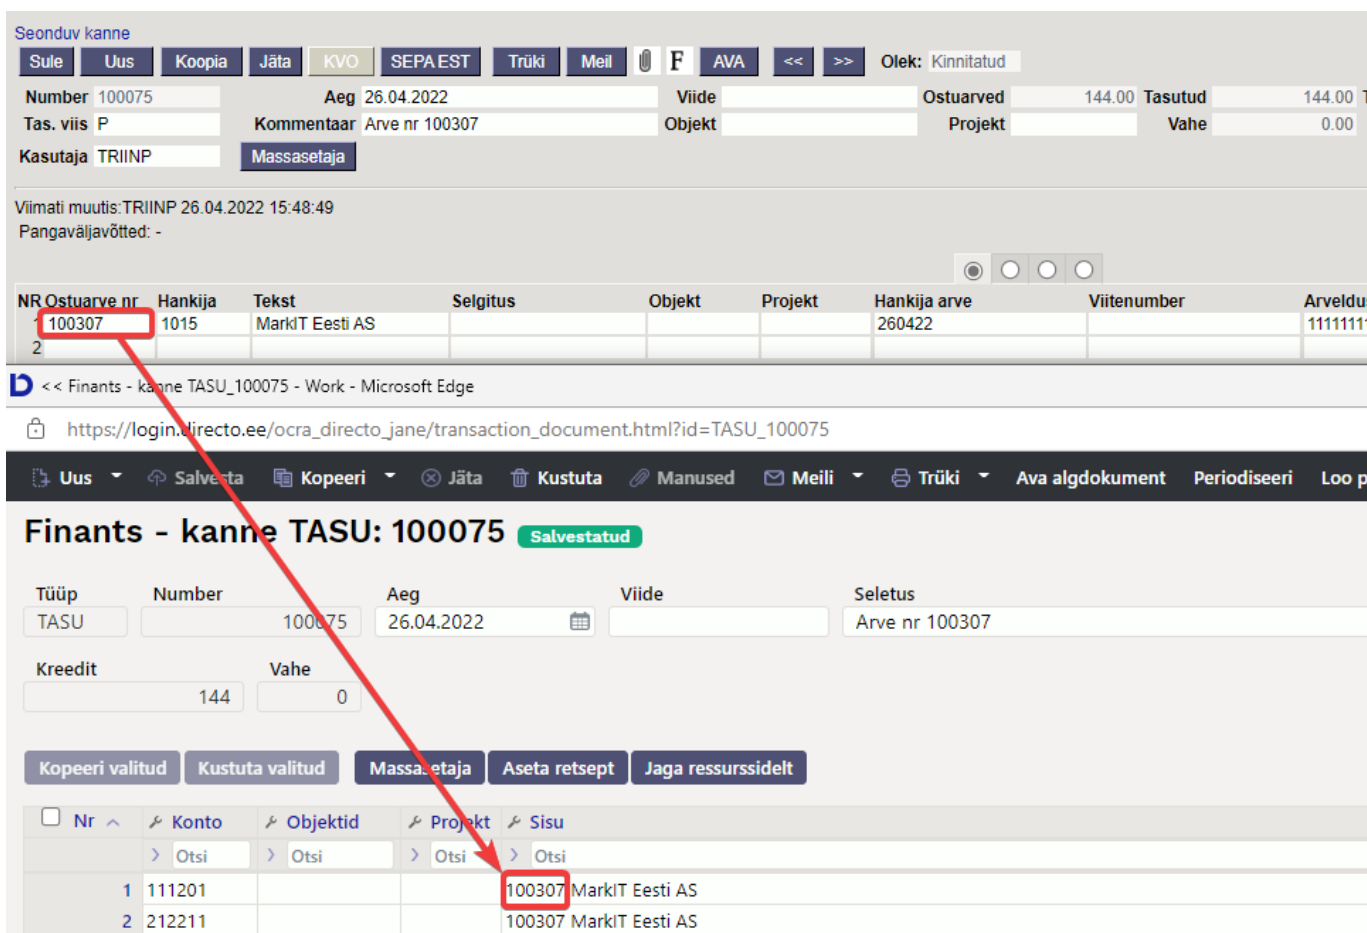 Seonduv kanne
Sule Uus Koopia Jäta KVO SEPA EST Trüki Meil F AVA << >> Olek: Kinnitatud
Number 100075 Aeg 26.04.2022 Viide Ostuarved 144.00 Tasutud 144.00
Tas. viis P Kommentaar Arve nr 100307 Objekt Projekt Vahe 0.00
Kasutaja TRIINP Massasetaja
Viimati muutis:TRIINP 26.04.2022 15:48:49
Pangaväljavõtted: -
NR Ostuarve nr Hankija Tekst Selgitus Objekt Projekt Hankija arve Viitenumber Arveldus
1 100307 1015 MarkIT Eesti AS 260422 11111111
2
<< Finants - kanne TASU_100075 - Work - Microsoft Edge
https://login.directo.ee/ocra_directo_jane/transaction_document.html?id=TASU_100075
Uus Salvesta Kopeeri Jäta Kustuta Manused Meili Trüki Ava algdokument Periodiseeri Loo p
Finants - kanne TASU: 100075 Salvestatud
Tüüp Number Aeg Viide Seletus
TASU 100075 26.04.2022 Arve nr 100307
Kreedit Vahe
144 0
Kopeeri valitud Kustuta valitud Massasetaja Aseta retsept Jaga ressurssidelt
Nr Konto Objektid Projekt Sisu
> Otsi > Otsi > Otsi > Otsi
1 111201 100307 MarkIT Eesti AS
2 212211 100307 MarkIT Eesti AS